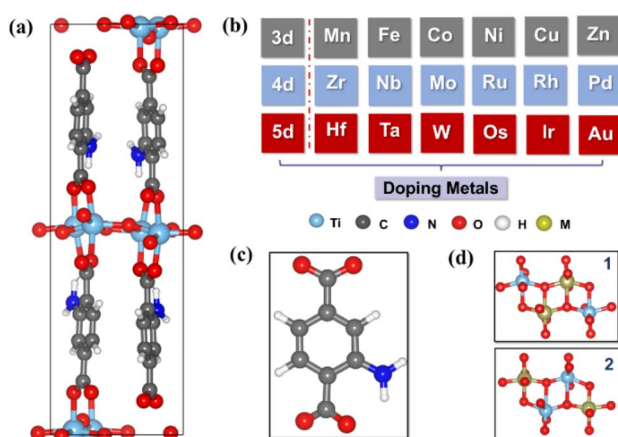 (a)
(b)
3d Mn Fe Co Ni Cu Zn
4d Zr Nb Mo Ru Rh Pd
5d Hf Ta W Os Ir Au
Doping Metals
Ti C N O H M
(c)
(d)
1
2